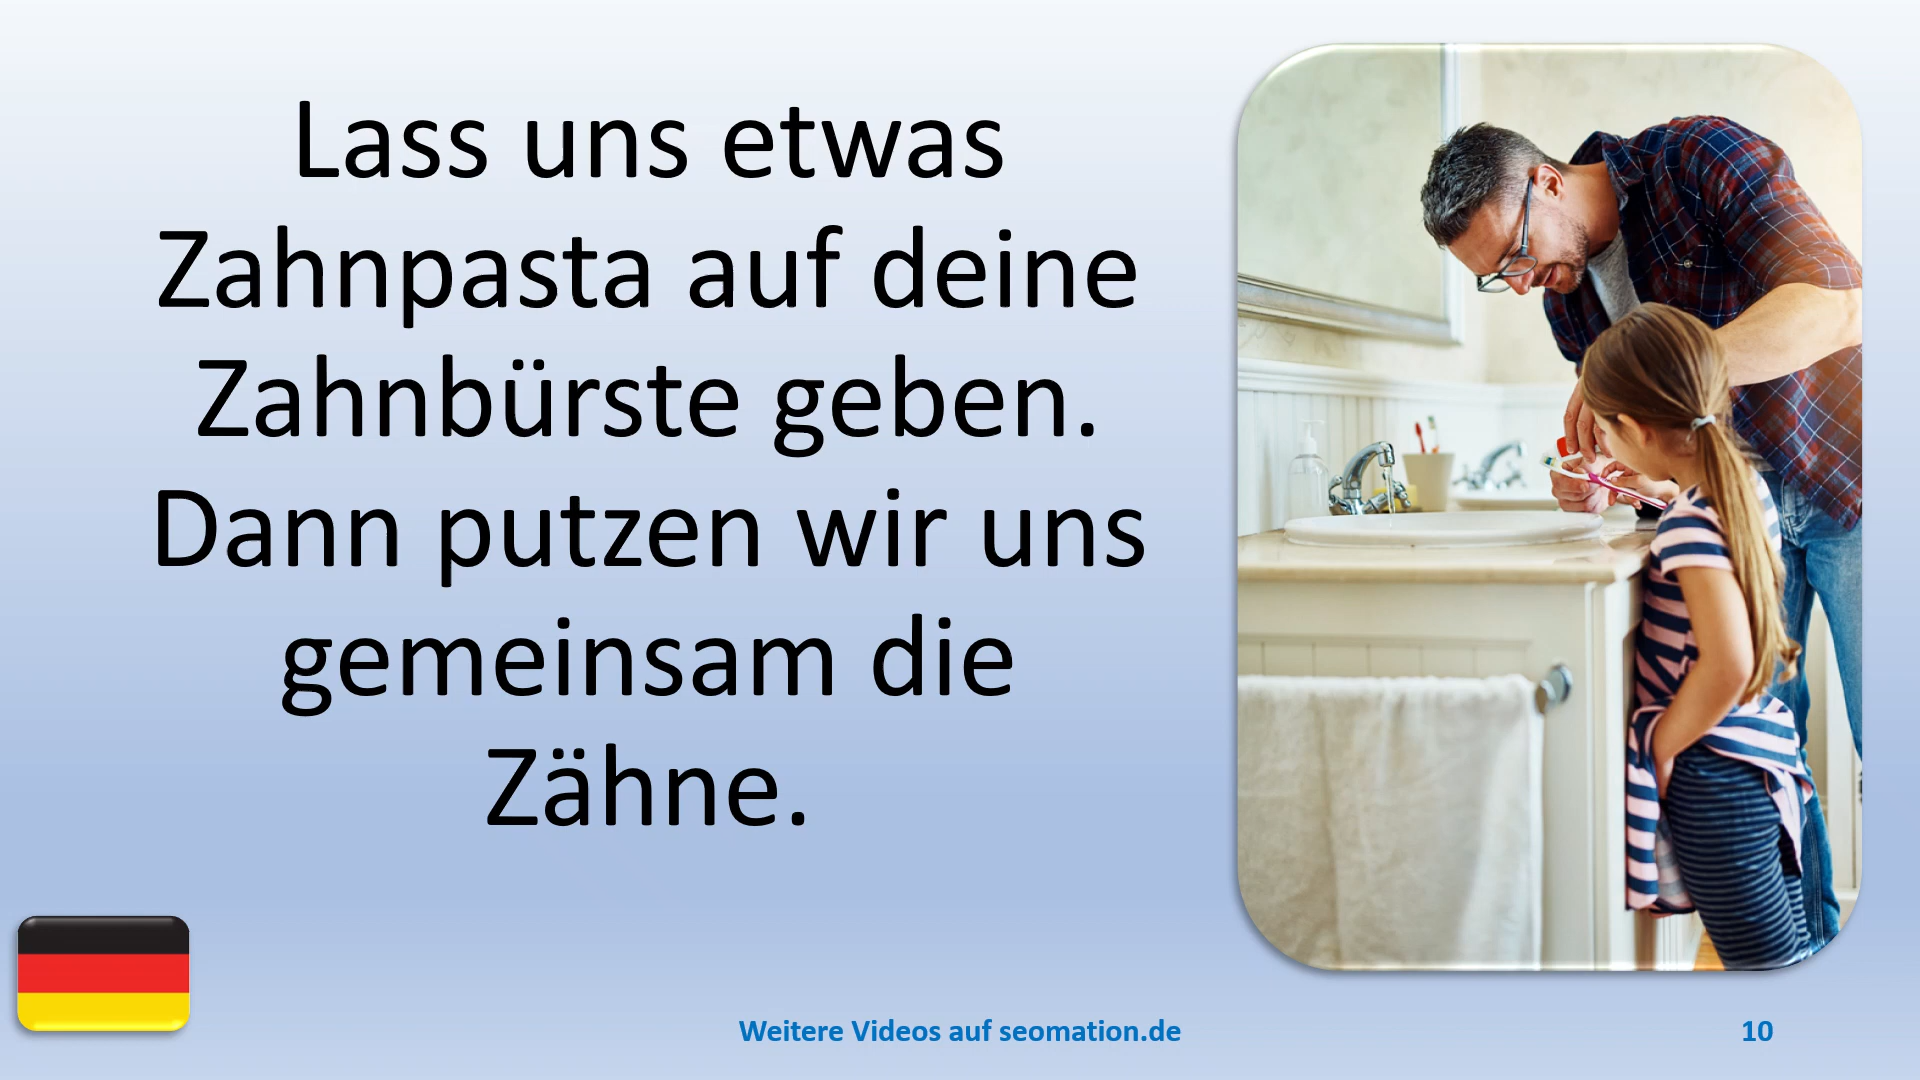 Lass uns etwas
Zahnpasta auf deine
Zahnbürste geben.
Dann putzen wir uns
gemeinsam die
Zähne.
Weitere Videos auf seomation.de
10